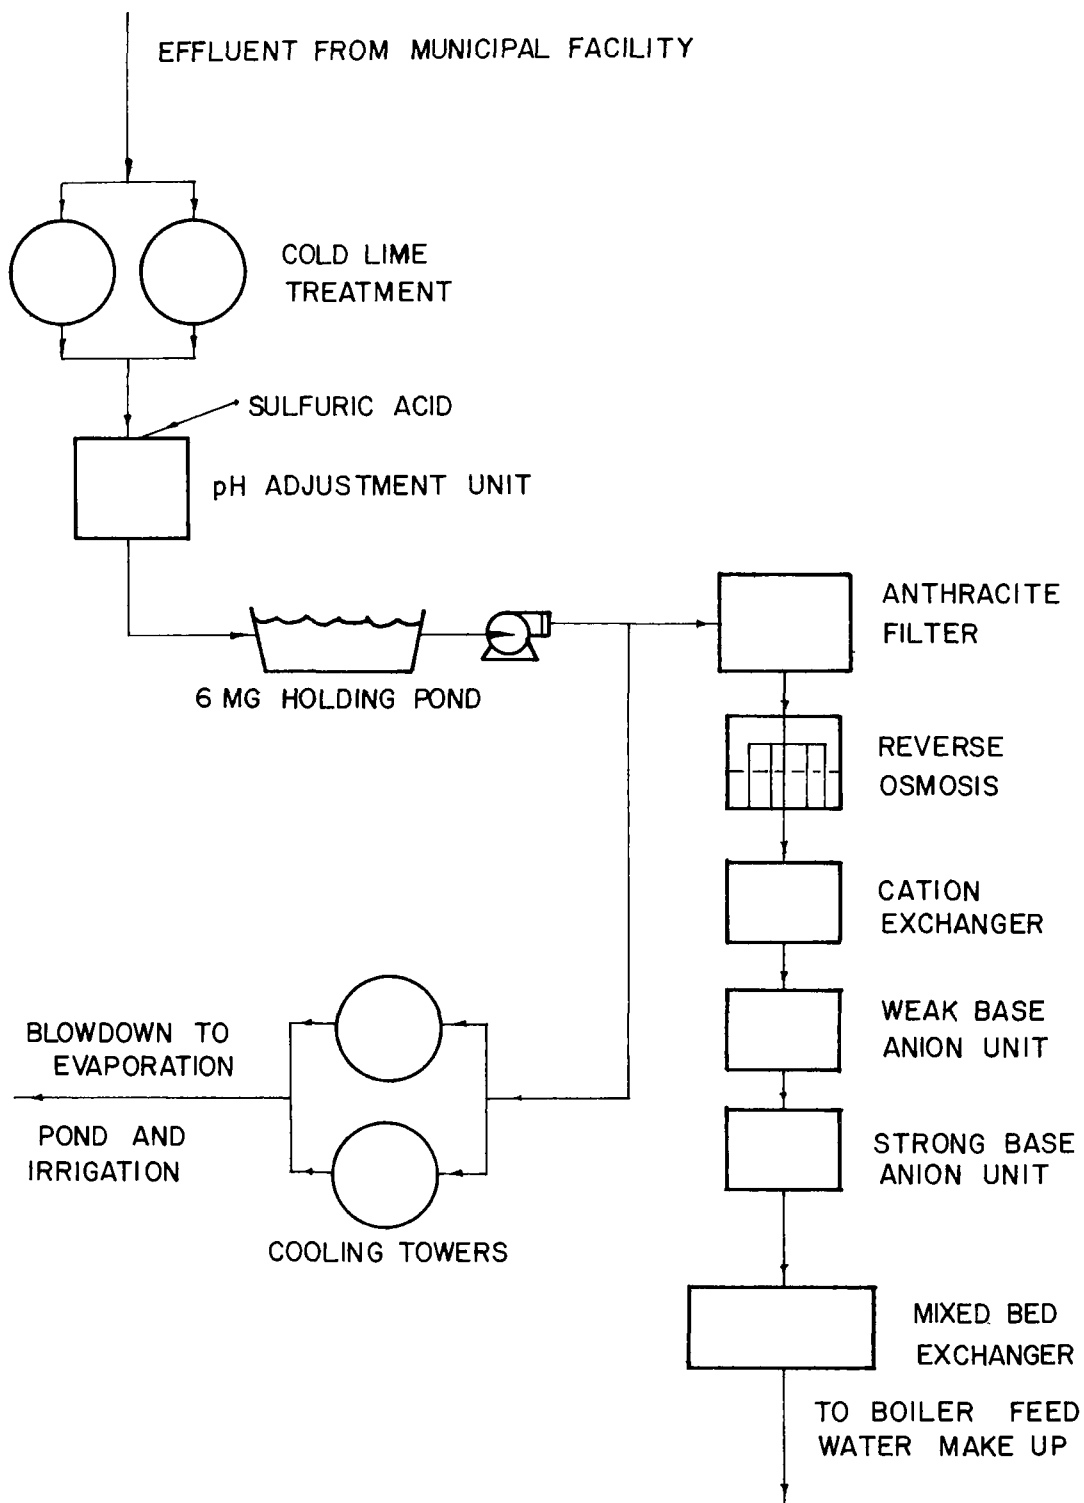 EFFLUENT FROM MUNICIPAL FACILITY
COLD LIME
TREATMENT
SULFURIC ACID
pH ADJUSTMENT UNIT
6 MG HOLDING POND
ANTHRACITE
FILTER
REVERSE
OSMOSIS
CATION
EXCHANGER
WEAK BASE
ANION UNIT
STRONG BASE
ANION UNIT
BLOWDOWN TO
EVAPORATION
POND AND
IRRIGATION
COOLING TOWERS
MIXED BED
EXCHANGER
TO BOILER FEED
WATER MAKE UP